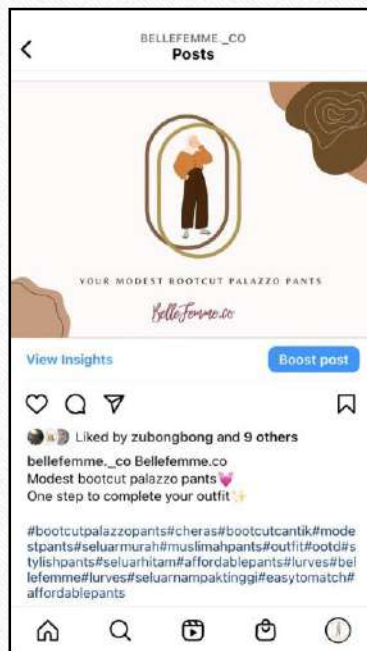 BELLEFEMME._CO
Posts
YOUR MODEST BOOTCUT PALAZZO PANTS
BelleFemme.co
View Insights
Boost post
Liked by zubongbong and 9 others
bellefemme._co Bellefemme.co
Modest bootcut palazzo pants💓
One step to complete your outfit✨
#bootcutpalazzopants#cheras#bootcutcantik#mode
stpants#seluarmurah#muslimahpants#outfit#ootd#s
tylishpants#seluarhitam#affordablepants#lurves#bel
lefemme#lurves#seluarnampaktinggi#easytomatch#
affordablepants